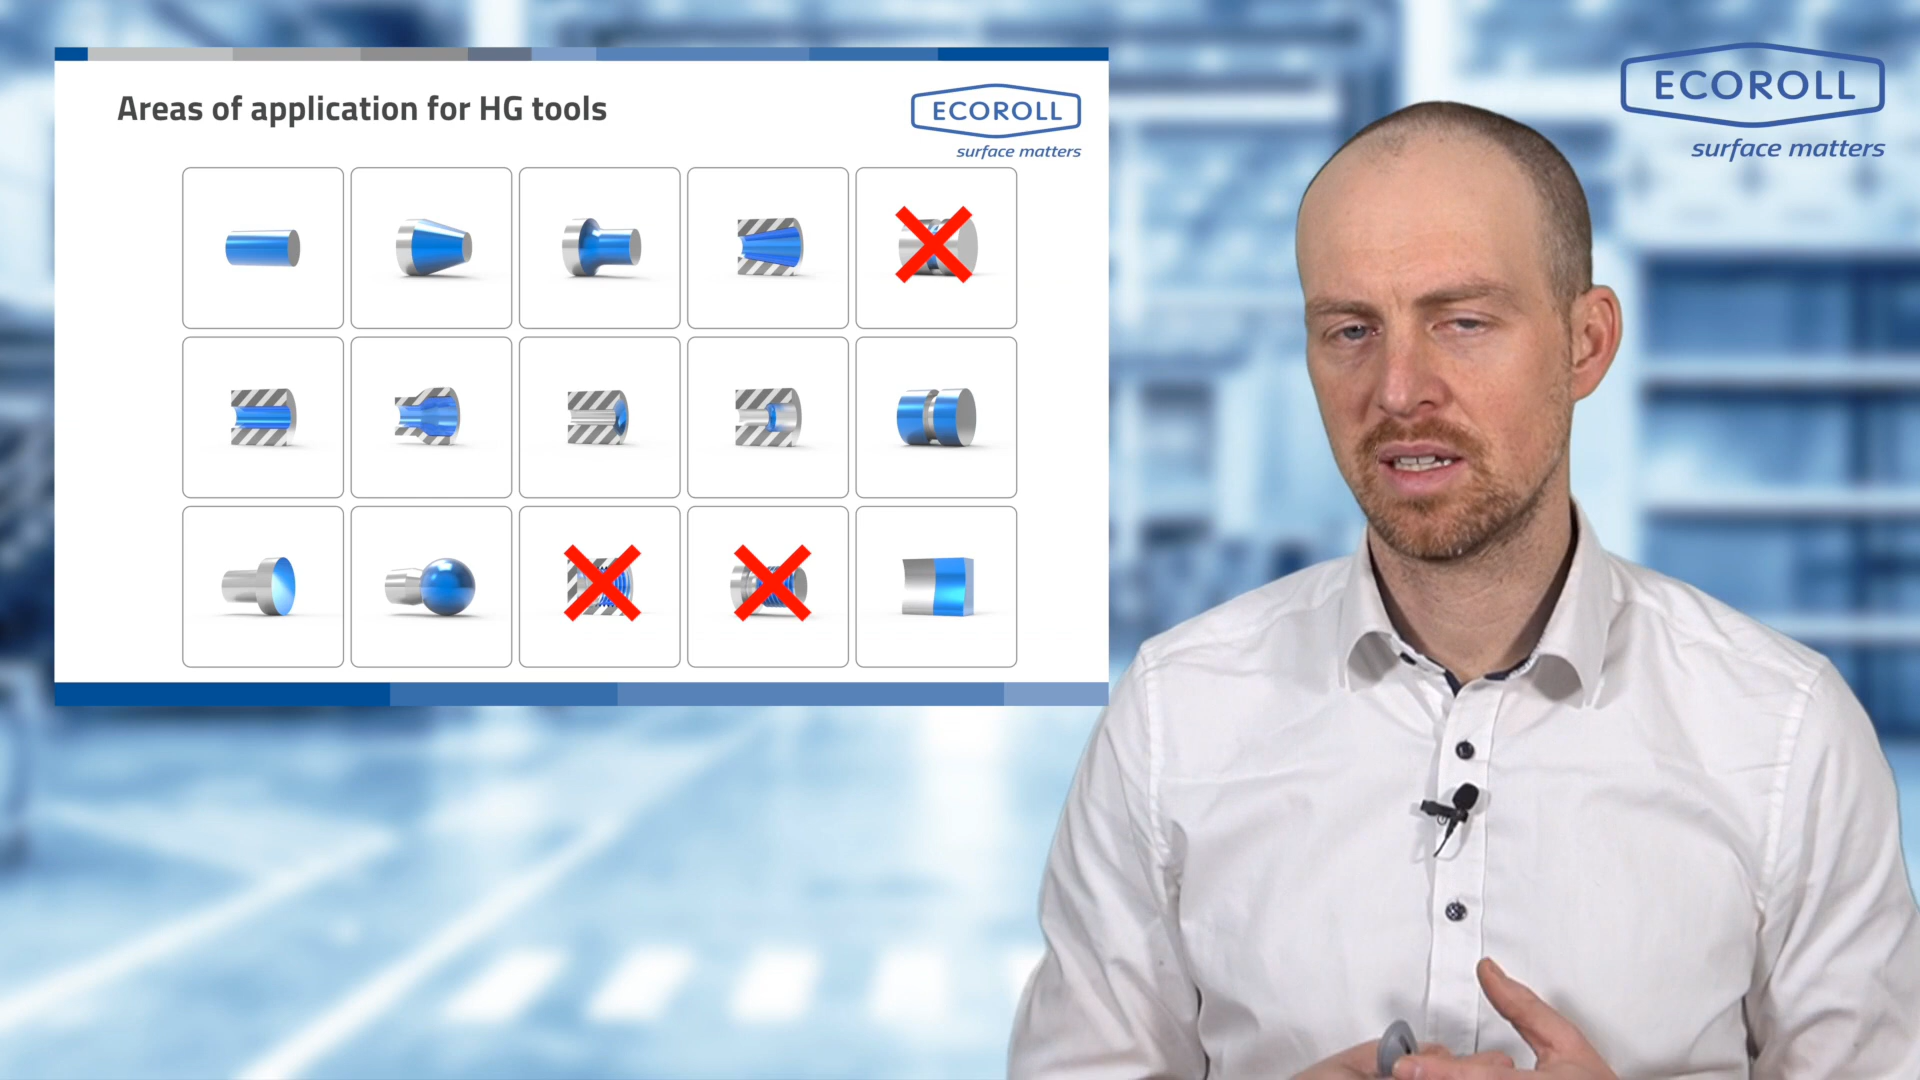 Areas of application for HG tools
ECOROLL
surface matters
ECOROLL
surface matters